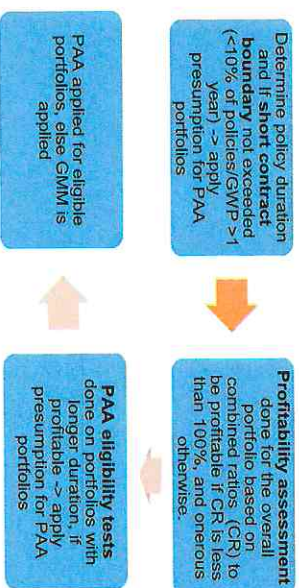 Determine policy duration
and If short contract
boundary not exceeded
(<10% of policies/GWP >1
year) -> apply
presumption for PAA
portfolios
Profitability assessment
done for the overall
portfolio based on
combined ratios (CR) to
be profitable if CR is less
than 100%, and onerous
otherwise.
PAA eligibility tests
done on portfolios with
longer duration, if
profitable -> apply
presumption for PAA
portfolios
PAA applied for eligible
portfolios, else GMM is
applied